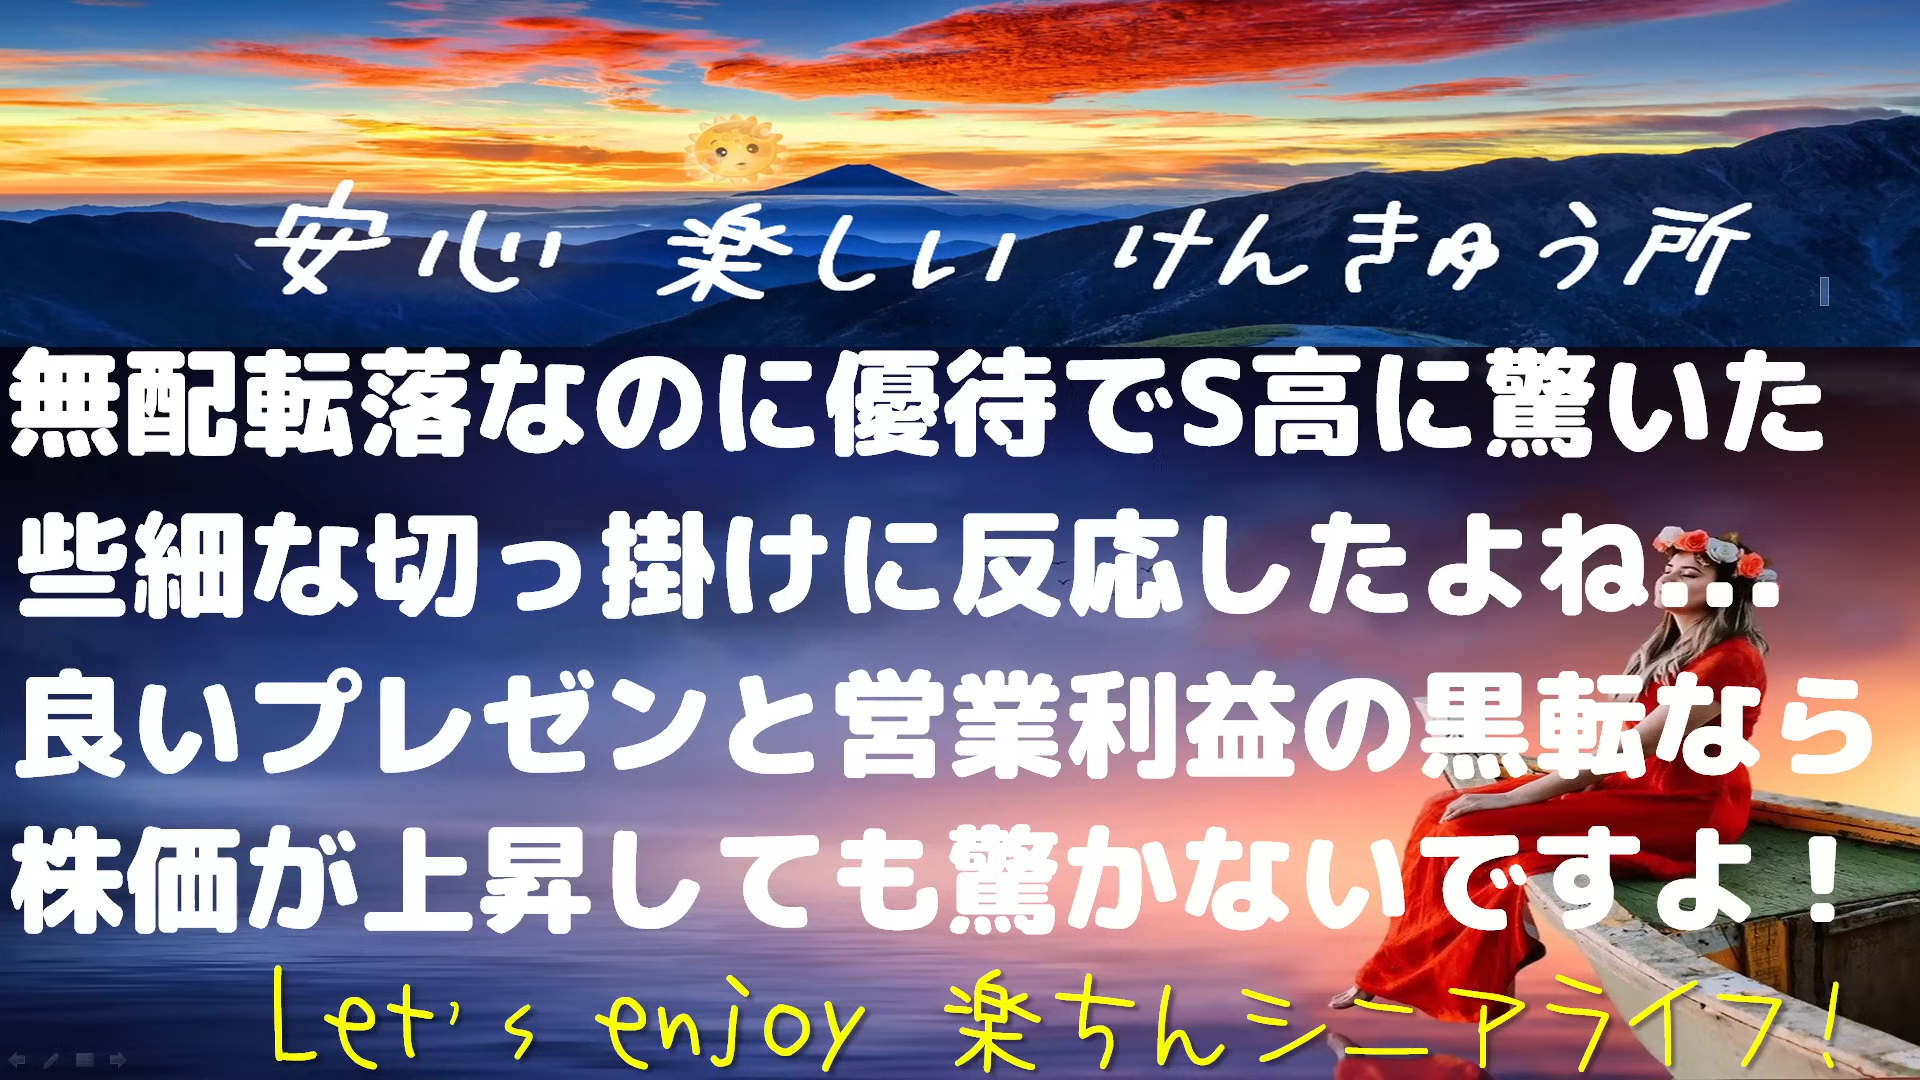 安心 楽しい けんきゅう所
無配転落なのに優待でS高に驚いた
些細な切っ掛けに反応したよね...
良いプレゼンと営業利益の黒転なら
株価が上昇しても驚かないですよ！
Let's enjoy 楽ちんシニアライフ！